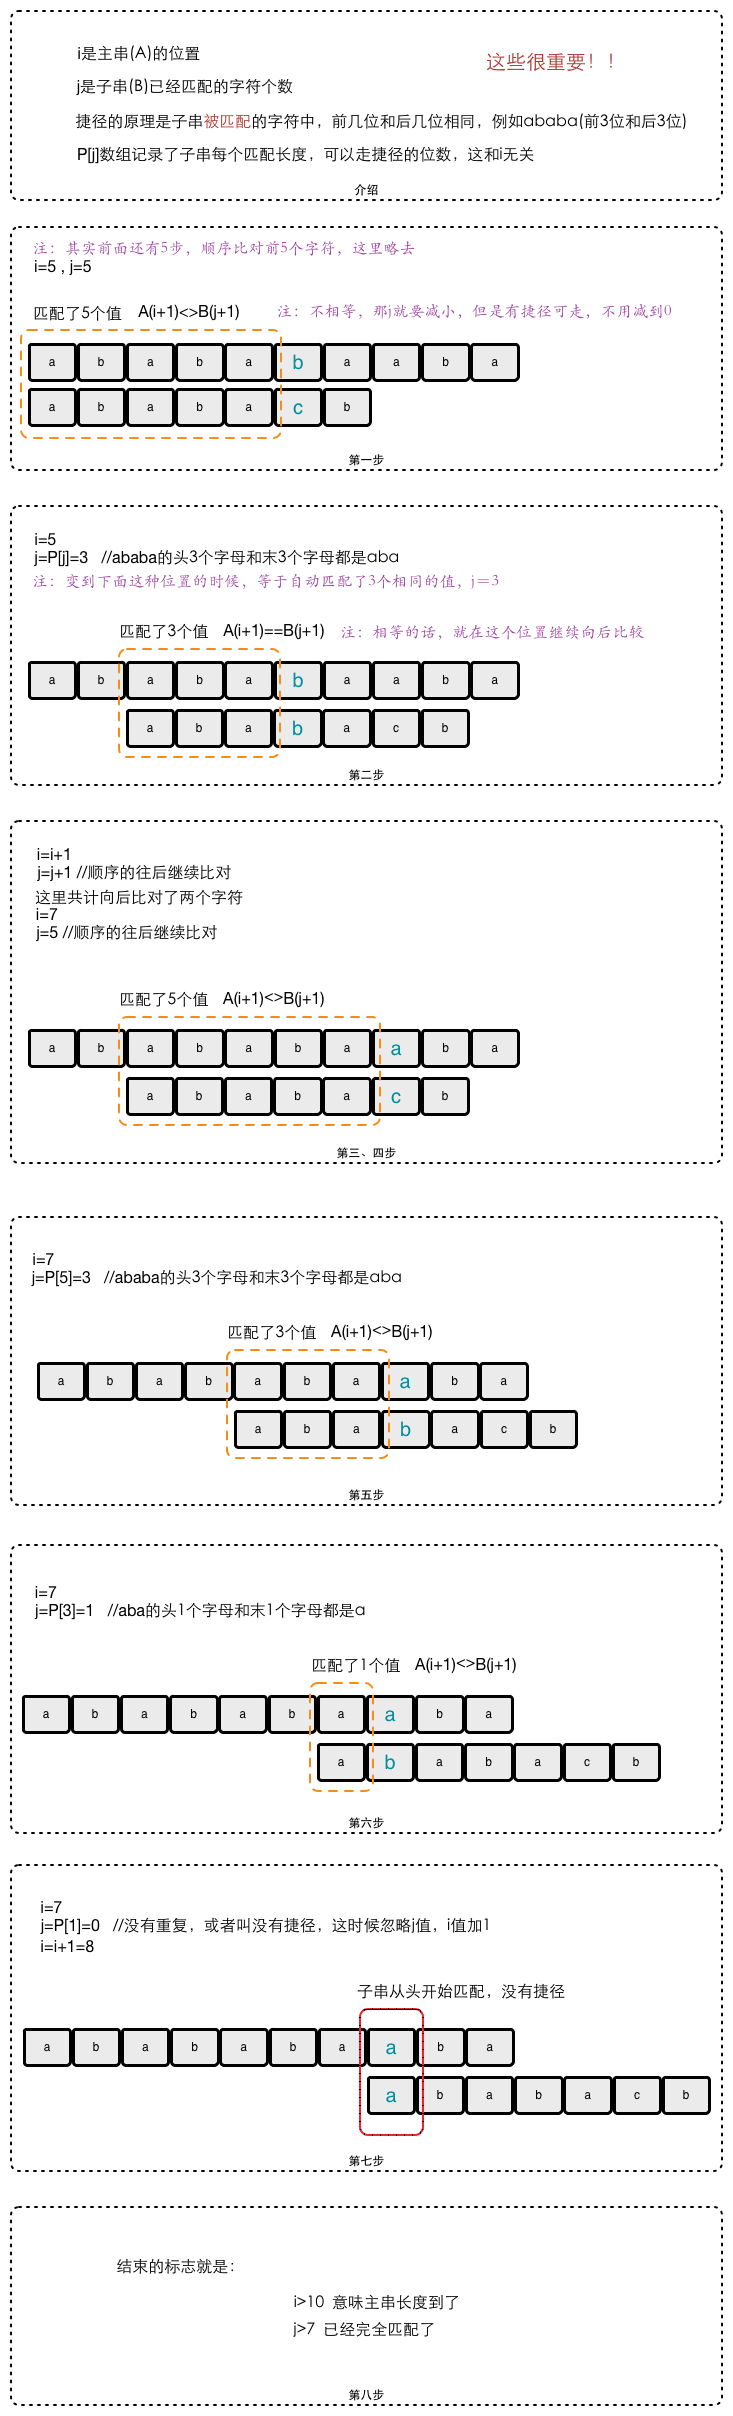 i是主串(A)的位置
这些很重要！！
j是子串(B)已经匹配的字符个数
捷径的原理是子串被匹配的字符中，前几位和后几位相同，例如ababa(前3位和后3位)
P[j]数组记录了子串每个匹配长度，可以走捷径的位数，这和i无关
介绍
注：其实前面还有5步，顺序比对前5个字符，这里略去
i=5 , j=5
匹配了5个值 A(i+1)<>B(j+1) 注：不相等，那j就要减小，但是有捷径可走，不用减到0
a b a b a b a a b a
a b a b a c b
第一步
i=5
j=P[j]=3 //ababa的头3个字母和末3个字母都是aba
注：变到下面这种位置的时候，等于自动匹配了3个相同的值，j＝3
匹配了3个值 A(i+1)==B(j+1) 注：相等的话，就在这个位置继续向后比较
a b a b a b a a b a
a b a b a c b
第二步
i=i+1
j=j+1 //顺序的往后继续比对
这里共计向后比对了两个字符
i=7
j=5 //顺序的往后继续比对
匹配了5个值 A(i+1)<>B(j+1)
a b a b a b a a b a
a b a b a c b
第三、四步
i=7
j=P[5]=3 //ababa的头3个字母和末3个字母都是aba
匹配了3个值 A(i+1)<>B(j+1)
a b a b a b a a b a
a b a b a c b
第五步
i=7
j=P[3]=1 //aba的头1个字母和末1个字母都是a
匹配了1个值 A(i+1)<>B(j+1)
a b a b a b a a b a
a b a b a c b
第六步
i=7
j=P[1]=0 //没有重复，或者叫没有捷径，这时候忽略j值，i值加1
i=i+1=8
子串从头开始匹配，没有捷径
a b a b a b a a b a
a b a b a c b
第七步
结束的标志就是：
i>10 意味主串长度到了
j>7 已经完全匹配了
第八步